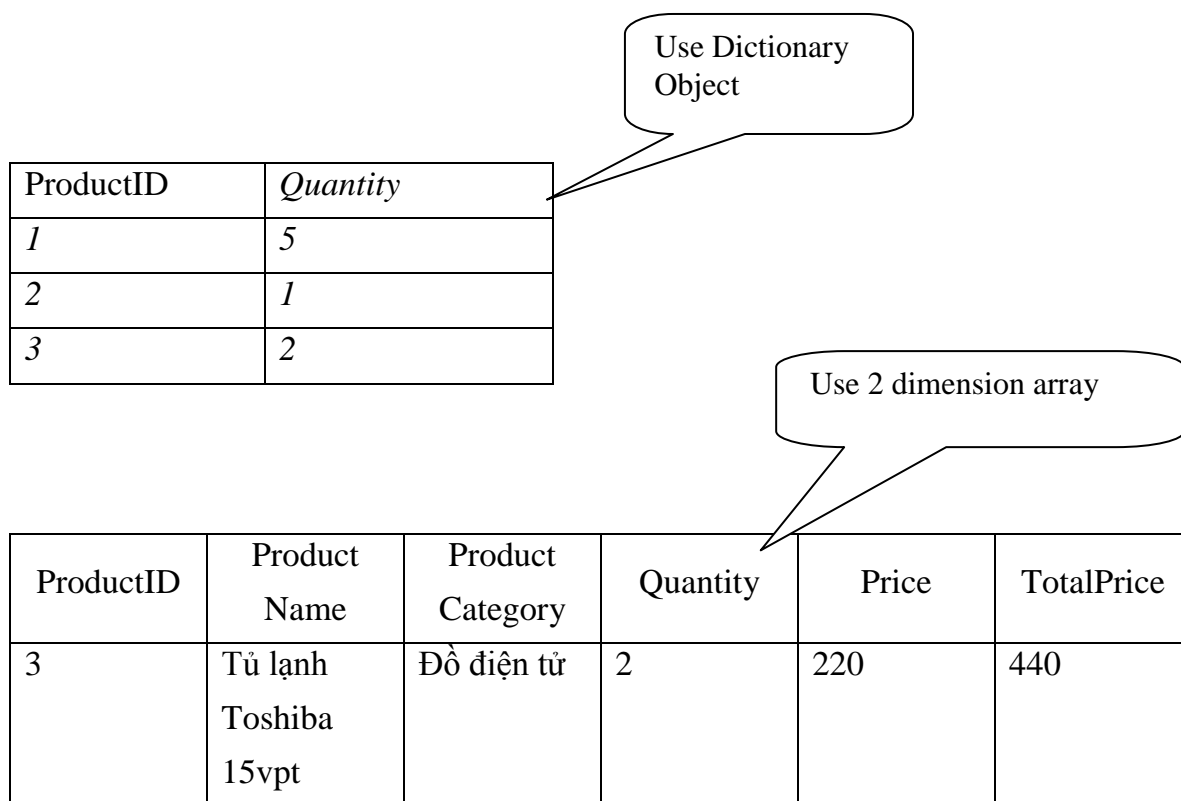 Use Dictionary
Object
ProductID Quantity
1 5
2 1
3 2
Use 2 dimension array
ProductID Product Name Product Category Quantity Price TotalPrice
3 Tủ lạnh Đồ điện tử 2 220 440
Toshiba
15vpt